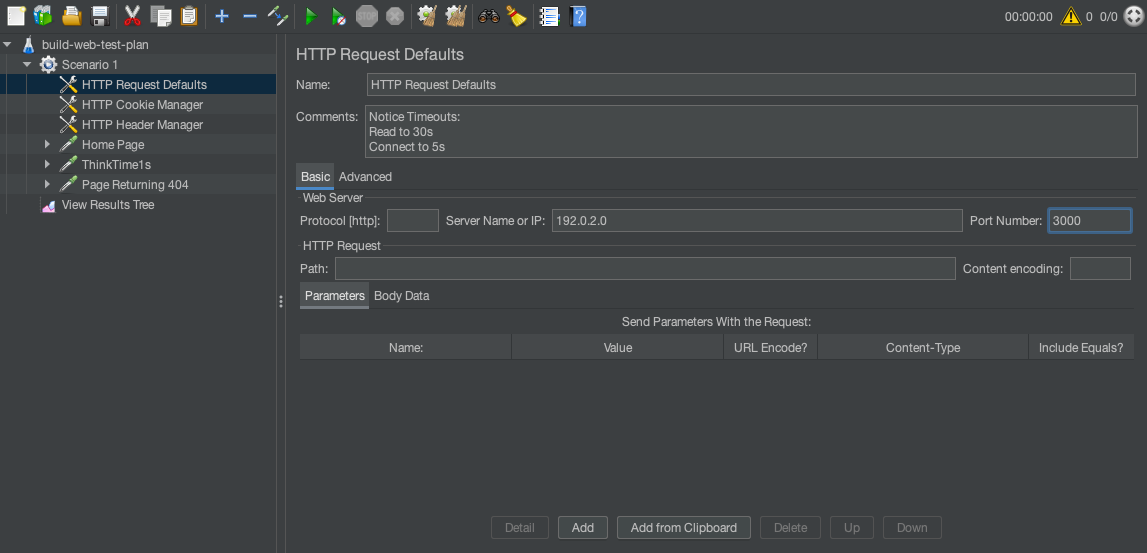 STOP
00:00:00 0 0/0
build-web-test-plan
Scenario 1
HTTP Request Defaults
HTTP Cookie Manager
HTTP Header Manager
Home Page
ThinkTime1s
Page Returning 404
View Results Tree
HTTP Request Defaults
Name: HTTP Request Defaults
Comments: Notice Timeouts:
Read to 30s
Connect to 5s
Basic Advanced
Web Server
Protocol [http]: Server Name or IP: 192.0.2.0 Port Number: 3000
HTTP Request
Path: Content encoding:
Parameters Body Data
Send Parameters With the Request:
Name: Value URL Encode? Content-Type Include Equals?
Detail Add Add from Clipboard Delete Up Down